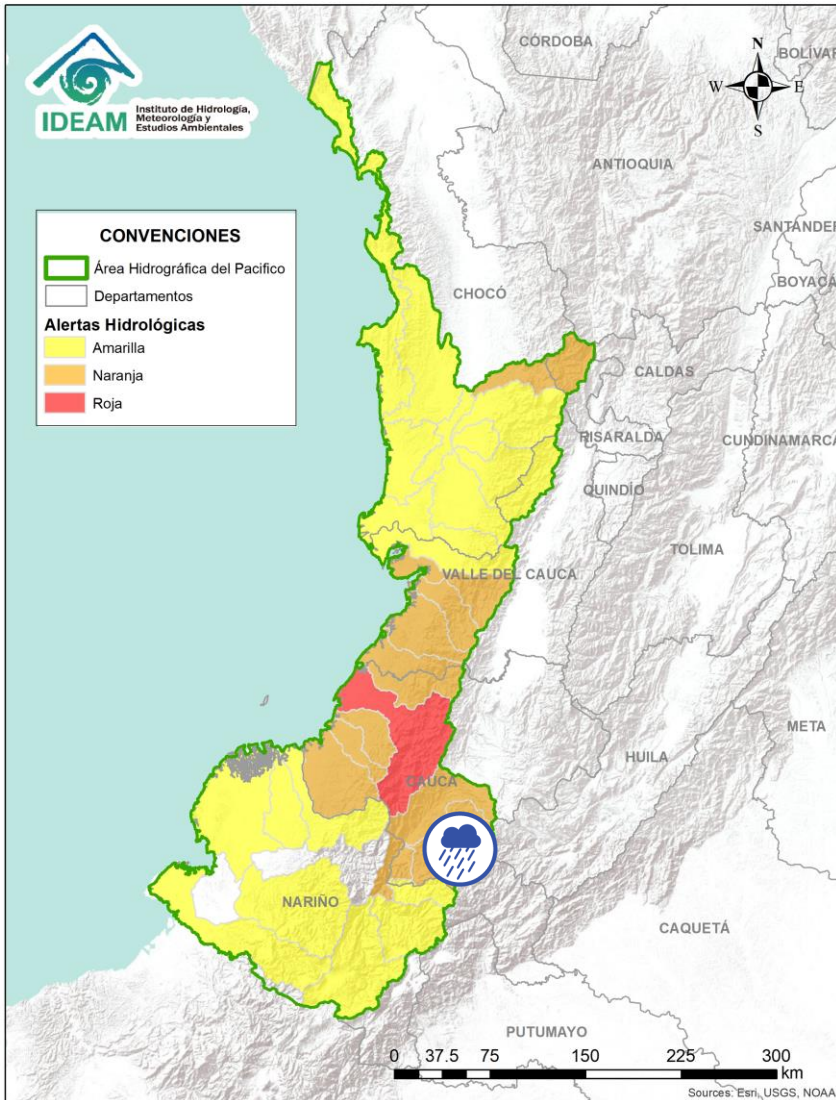 IDEAM
Instituto de Hidrología,
Meteorología y
Estudios Ambientales
CONVENCIONES
Área Hidrográfica del Pacifico
Departamentos
Alertas Hidrológicas
Amarilla
Naranja
Roja
N
W E
S
CÓRDOBA
BOLÍVAR
ANTIOQUIA
SANTANDER
BOYACÁ
CHOCÓ
CALDAS
RISARALDA
CUNDINAMARCA
QUINDÍO
TOLIMA
VALLE DEL CAUCA
META
HUILA
CAUCA
NARIÑO
CAQUETÁ
PUTUMAYO
0 37.5 75 150 225 300
km
Sources: Esri, USGS, NOAA